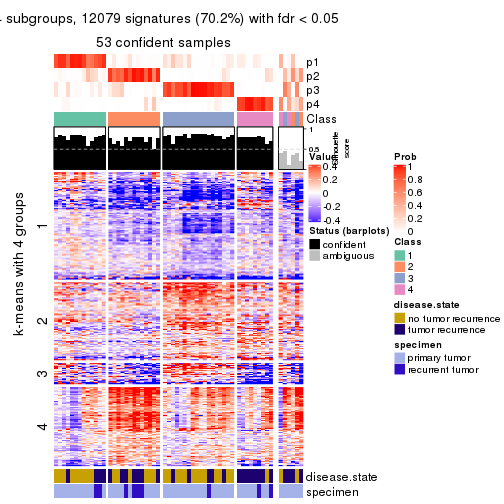 subgroups, 12079 signatures (70.2%) with fdr < 0.05
53 confident samples
p1
p2
p3
p4
Class
1
0.5
0
silhouette
score
k-means with 4 groups
1
2
3
4
disease.state
specimen
Value
0.4
0.2
0
-0.2
-0.4
Status (barplots)
confident
ambiguous
Prob
1
0.8
0.6
0.4
0.2
0
Class
1
2
3
4
disease.state
no tumor recurrence
tumor recurrence
specimen
primary tumor
recurrent tumor